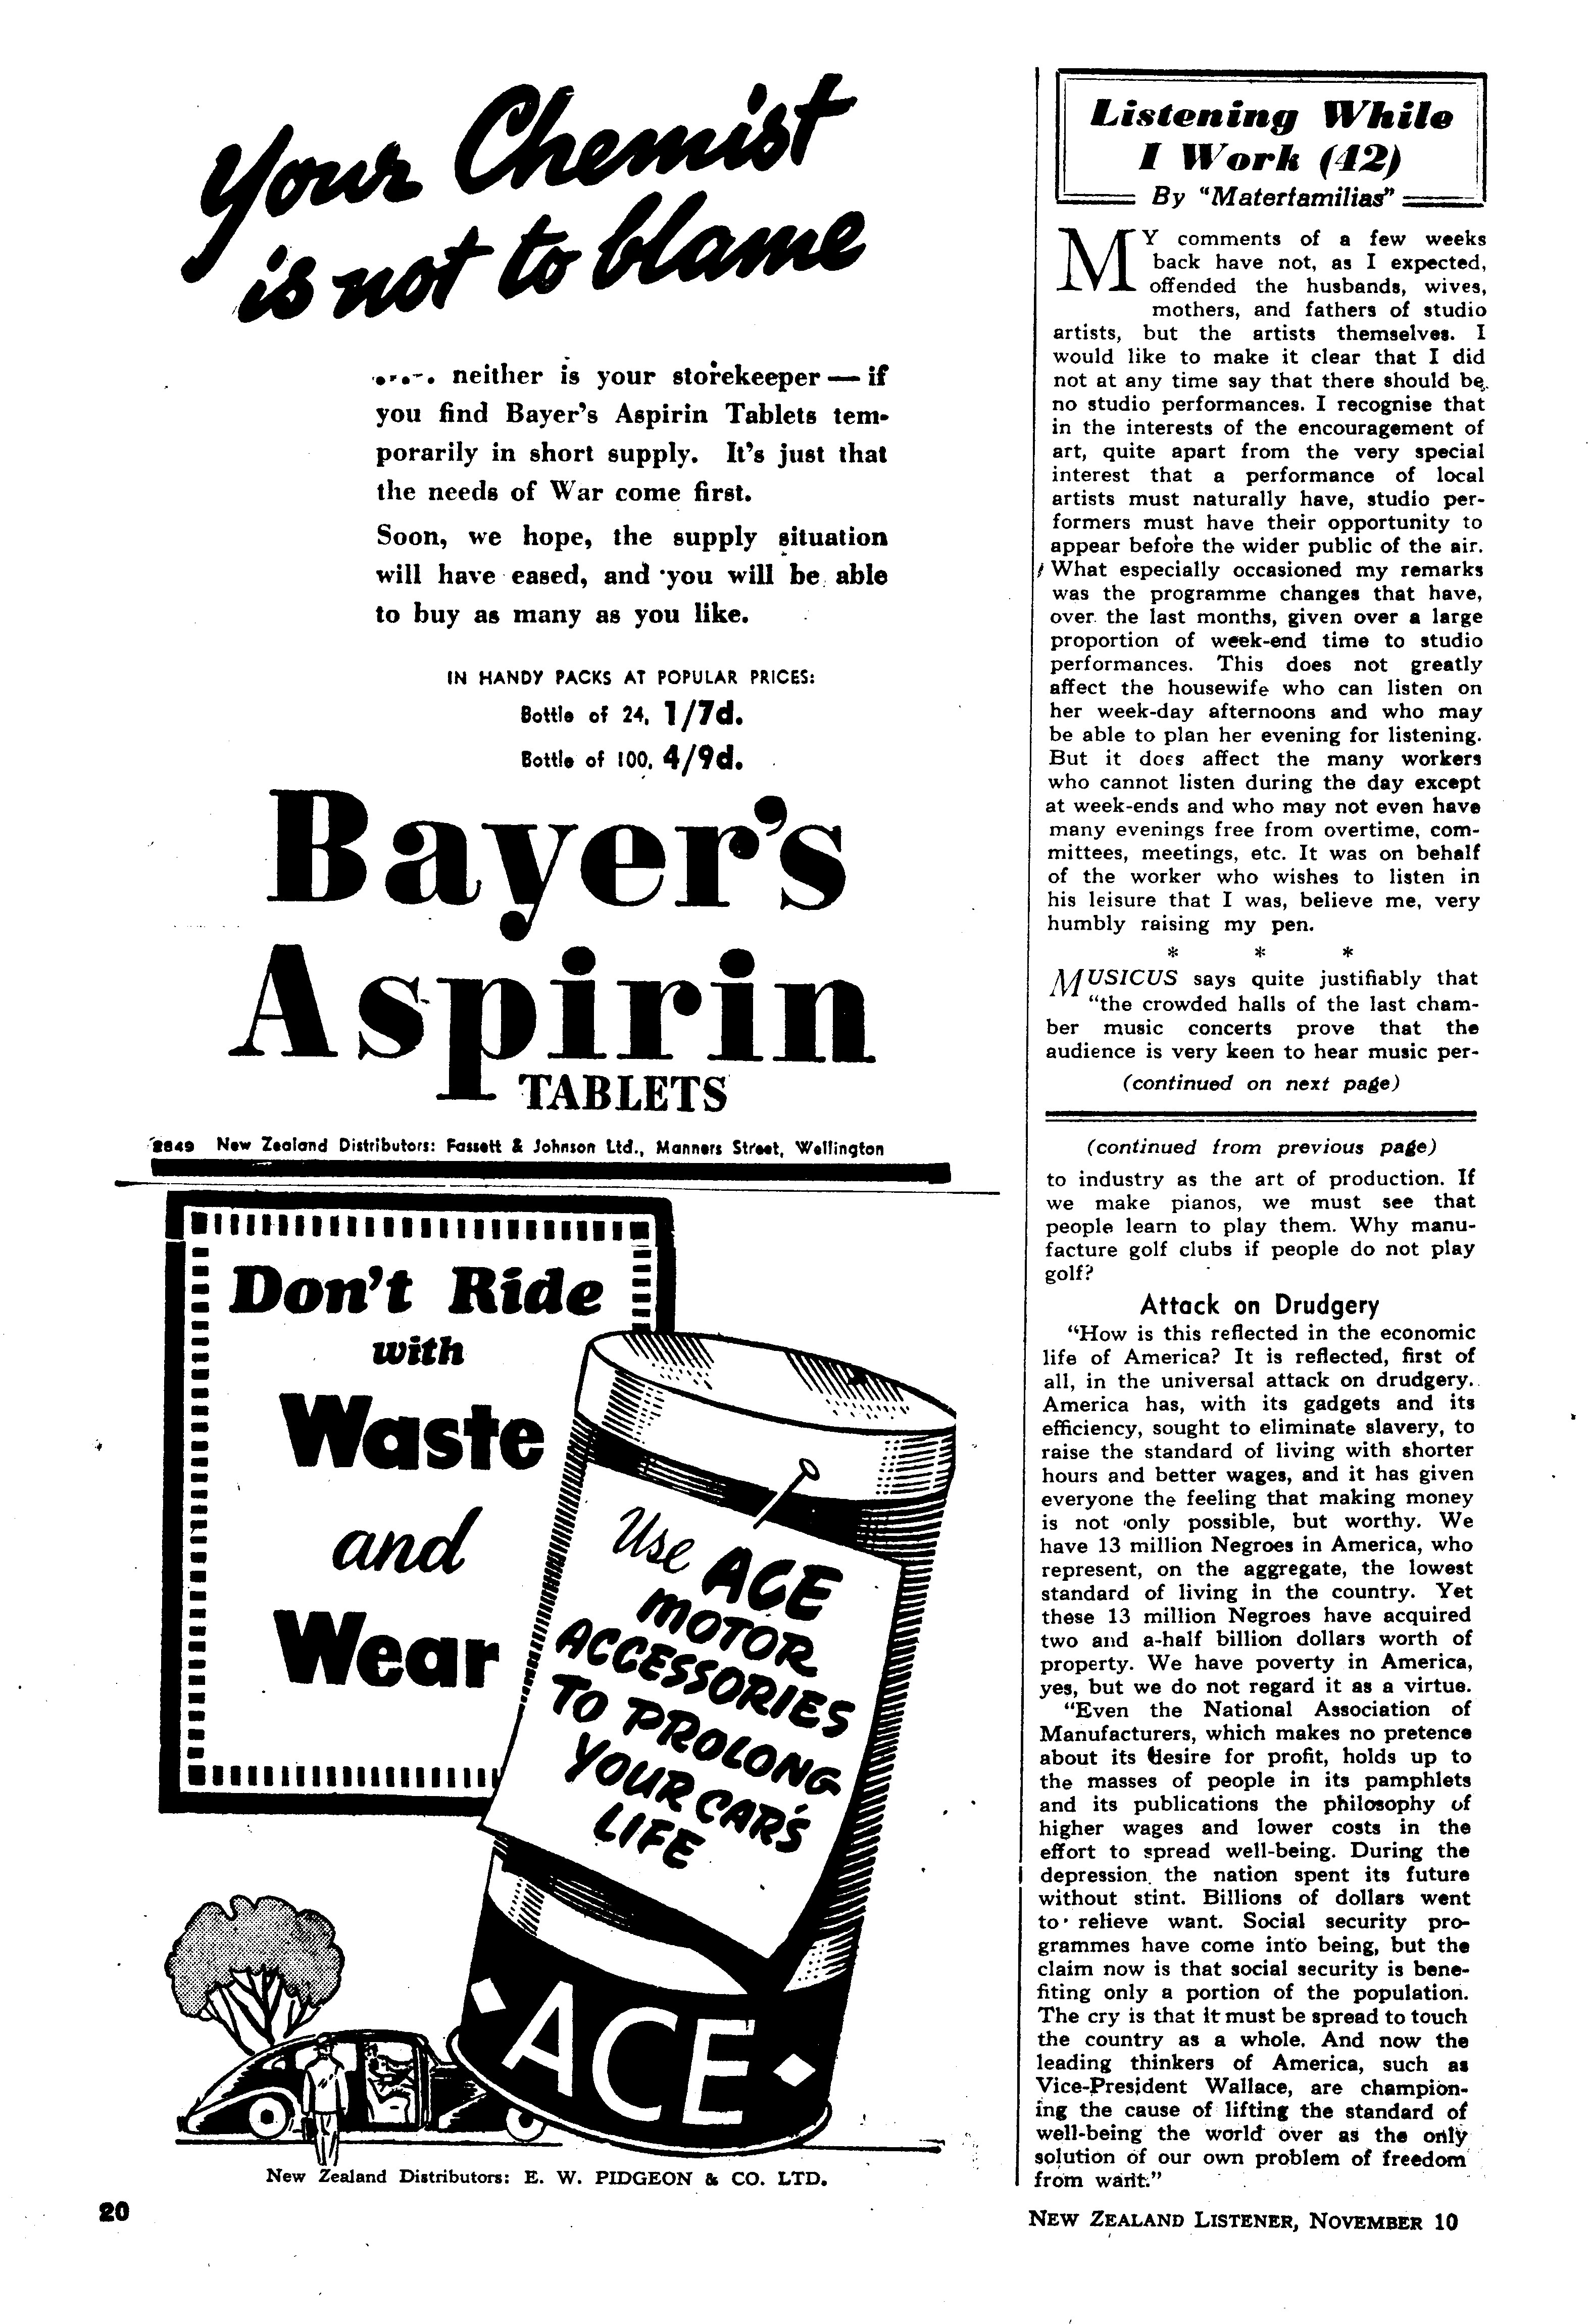 Your Chemist
is not to blame
..... neither is your storekeeper — if
you find Bayer's Aspirin Tablets tem-
porarily in short supply. It's just that
the needs of War come first.
Soon, we hope, the supply situation
will have eased, and you will be able
to buy as many as you like.
IN HANDY PACKS AT POPULAR PRICES:
Bottle of 24, 1/7d.
Bottle of 100, 4/9d.
Bayer's
Aspirin
TABLETS
2849 New Zealand Distributors: Fassett & Johnson Ltd., Manners Street, Wellington
Don't Ride
with
Waste
and
Wear
Use ACE
MOTOR
ACCESSORIES
TO PROLONG
YOUR CAR'S
LIFE
ACE
New Zealand Distributors: E. W. PIDGEON & CO. LTD.
Listening While
I Work (42)
By "Materfamilias"
MY comments of a few weeks
back have not, as I expected,
offended the husbands, wives,
mothers, and fathers of studio
artists, but the artists themselves. I
would like to make it clear that I did
not at any time say that there should be
no studio performances. I recognise that
in the interests of the encouragement of
art, quite apart from the very special
interest that a performance of local
artists must naturally have, studio per-
formers must have their opportunity to
appear before the wider public of the air.
What especially occasioned my remarks
was the programme changes that have,
over the last months, given over a large
proportion of week-end time to studio
performances. This does not greatly
affect the housewife who can listen on
her week-day afternoons and who may
be able to plan her evening for listening.
But it does affect the many workers
who cannot listen during the day except
at week-ends and who may not even have
many evenings free from overtime, com-
mittees, meetings, etc. It was on behalf
of the worker who wishes to listen in
his leisure that I was, believe me, very
humbly raising my pen.
* * *
MUSICUS says quite justifiably that
"the crowded halls of the last cham-
ber music concerts prove that the
audience is very keen to hear music per-
(continued on next page)
(continued from previous page)
to industry as the art of production. If
we make pianos, we must see that
people learn to play them. Why manu-
facture golf clubs if people do not play
golf?
Attack on Drudgery
"How is this reflected in the economic
life of America? It is reflected, first of
all, in the universal attack on drudgery.
America has, with its gadgets and its
efficiency, sought to eliminate slavery, to
raise the standard of living with shorter
hours and better wages, and it has given
everyone the feeling that making money
is not only possible, but worthy. We
have 13 million Negroes in America, who
represent, on the aggregate, the lowest
standard of living in the country. Yet
these 13 million Negroes have acquired
two and a-half billion dollars worth of
property. We have poverty in America,
yes, but we do not regard it as a virtue.
"Even the National Association of
Manufacturers, which makes no pretence
about its desire for profit, holds up to
the masses of people in its pamphlets
and its publications the philosophy of
higher wages and lower costs in the
effort to spread well-being. During the
depression the nation spent its future
without stint. Billions of dollars went
to relieve want. Social security pro-
grammes have come into being, but the
claim now is that social security is bene-
fiting only a portion of the population.
The cry is that it must be spread to touch
the country as a whole. And now the
leading thinkers of America, such as
Vice-President Wallace, are champion-
ing the cause of lifting the standard of
well-being the world over as the only
solution of our own problem of freedom
from want."
20
NEW ZEALAND LISTENER, NOVEMBER 10